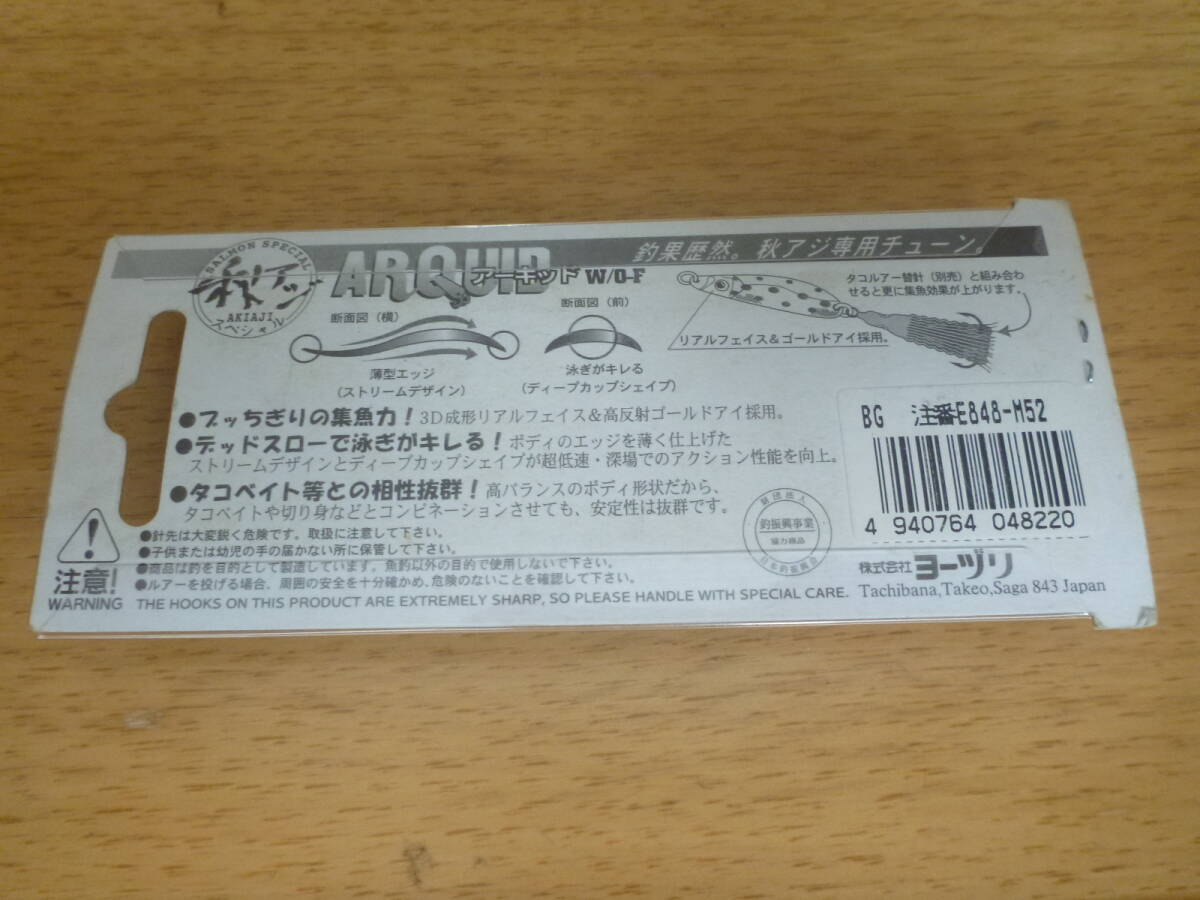 SALMON SPECIAL
秋アジ
AKIAJI
スペシャル
ARQUID
アーキッド W/O-F
釣果歴然。秋アジ専用チューン。
断面図（横）
断面図（前）
タコルアー替針（別売）と組み合わ
せると更に集魚効果が上がります。
リアルフェイス＆ゴールドアイ採用。
薄型エッジ
（ストリームデザイン）
泳ぎがキレる
（ディープカップシェイプ）
●ブッちぎりの集魚力！3D成形リアルフェイス＆高反射ゴールドアイ採用。
●デッドスローで泳ぎがキレる！ボディのエッジを薄く仕上げた
ストリームデザインとディープカップシェイプが超低速・深場でのアクション性能を向上。
●タコベイト等との相性抜群！高バランスのボディ形状だから、
タコベイトや切り身などとコンビネーションさせても、安定性は抜群です。
BG 注番E848-M52
4 940764 048220
財団法人
釣振興事業
協力商品
日本釣振興会
株式会社 ヨーヅリ
Tachibana,Takeo,Saga 843 Japan
注意!
WARNING
●針先は大変鋭く危険です。取扱に注意して下さい。
●子供または幼児の手の届かない所に保管して下さい。
●商品は釣を目的として製造しています。魚釣以外の目的で使用しないで下さい。
●ルアーを投げる場合、周囲の安全を十分確かめ、危険のないことを確認して下さい。
THE HOOKS ON THIS PRODUCT ARE EXTREMELY SHARP, SO PLEASE HANDLE WITH SPECIAL CARE.